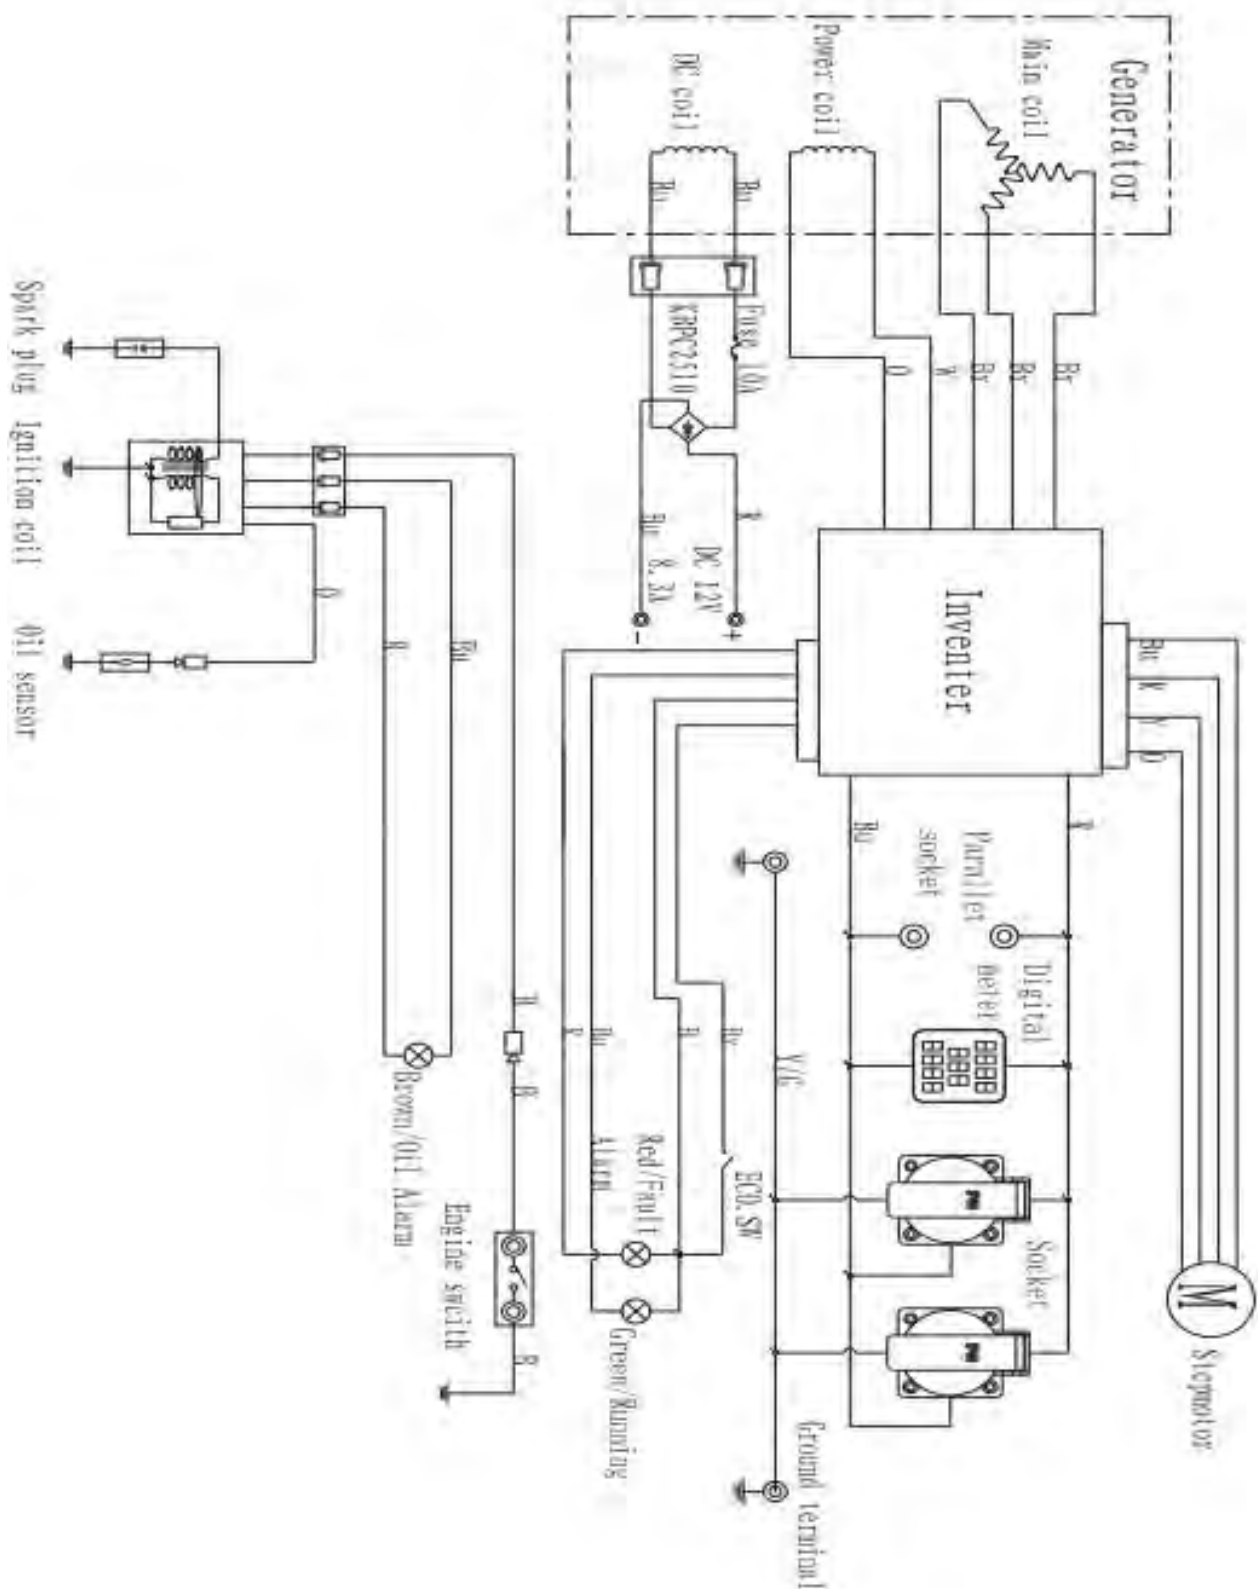 Generator
Main coil
Power coil
DC coil
Bu
Bu
Fuse 10A
KBPC2510
O
W
Br
Br
Br
DC 12V
8.3A
+
-
Inventer
Bu
W
Y
O
M
Stepmotor
Parallel
socket
Digital
meter
Socket
Y/G
Ground terminal
ECO. SW
Red/Fault
Alarm
Green/Running
Spark plug
Ignition coil
Oil sensor
O
Bu
Brown/Oil Alarm
Engine swcith